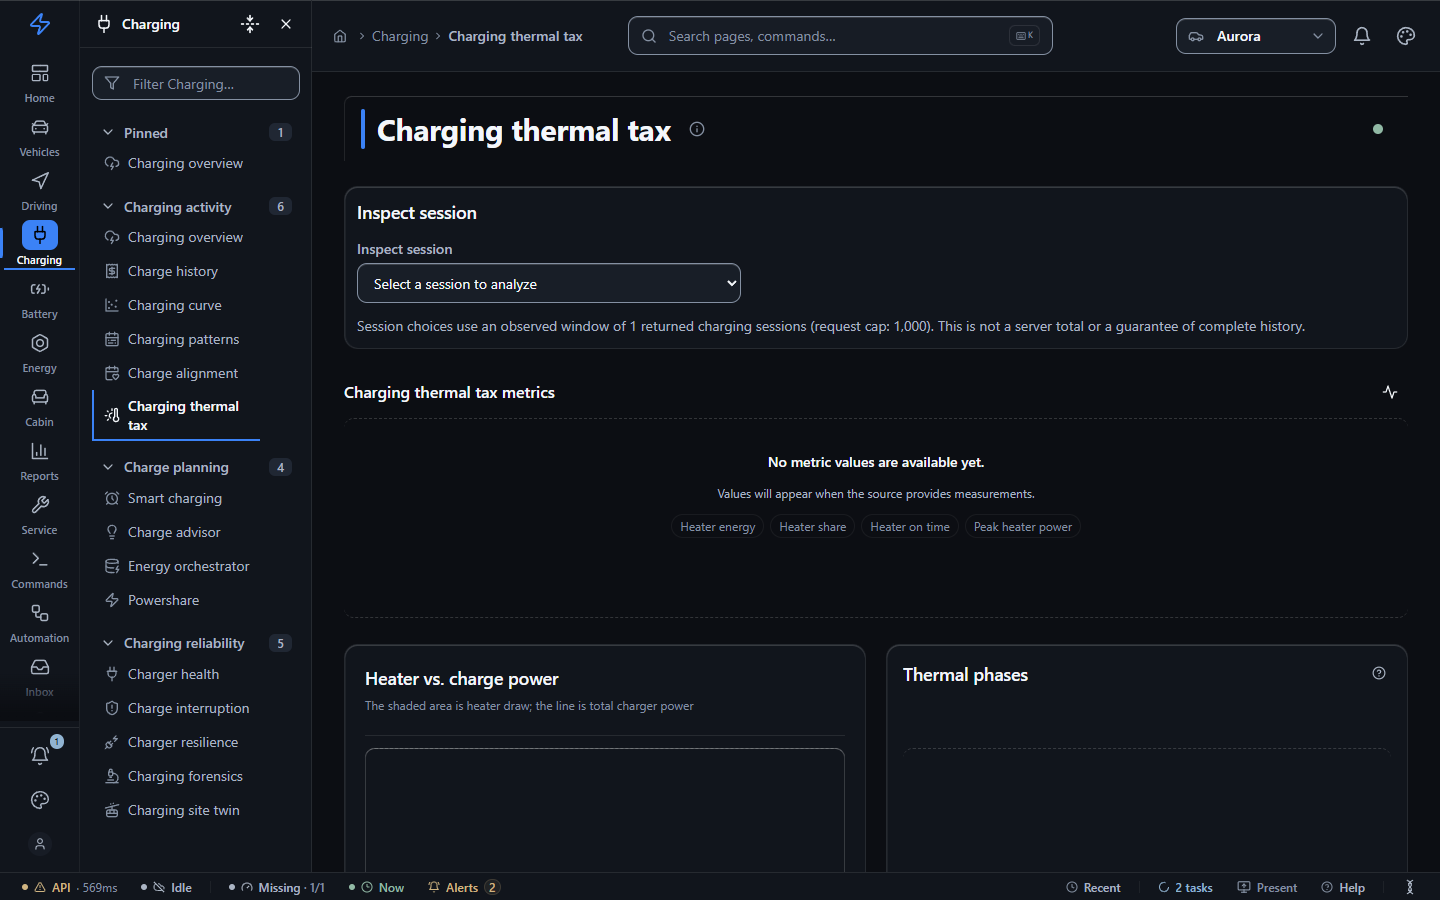 Charging
Charging
Charging thermal tax
Search pages, commands...
K
Aurora
Home
Vehicles
Driving
Charging
Battery
Energy
Cabin
Reports
Service
Commands
Automation
Inbox
1
Filter Charging...
Pinned
1
Charging overview
Charging activity
6
Charging overview
Charge history
Charging curve
Charging patterns
Charge alignment
Charging thermal
tax
Charge planning
4
Smart charging
Charge advisor
Energy orchestrator
Powershare
Charging reliability
5
Charger health
Charge interruption
Charger resilience
Charging forensics
Charging site twin
Charging thermal tax
Inspect session
Inspect session
Select a session to analyze
Session choices use an observed window of 1 returned charging sessions (request cap: 1,000). This is not a server total or a guarantee of complete history.
Charging thermal tax metrics
No metric values are available yet.
Values will appear when the source provides measurements.
Heater energy
Heater share
Heater on time
Peak heater power
Heater vs. charge power
The shaded area is heater draw; the line is total charger power
Thermal phases
API · 569ms
Idle
Missing · 1/1
Now
Alerts 2
Recent
2 tasks
Present
Help